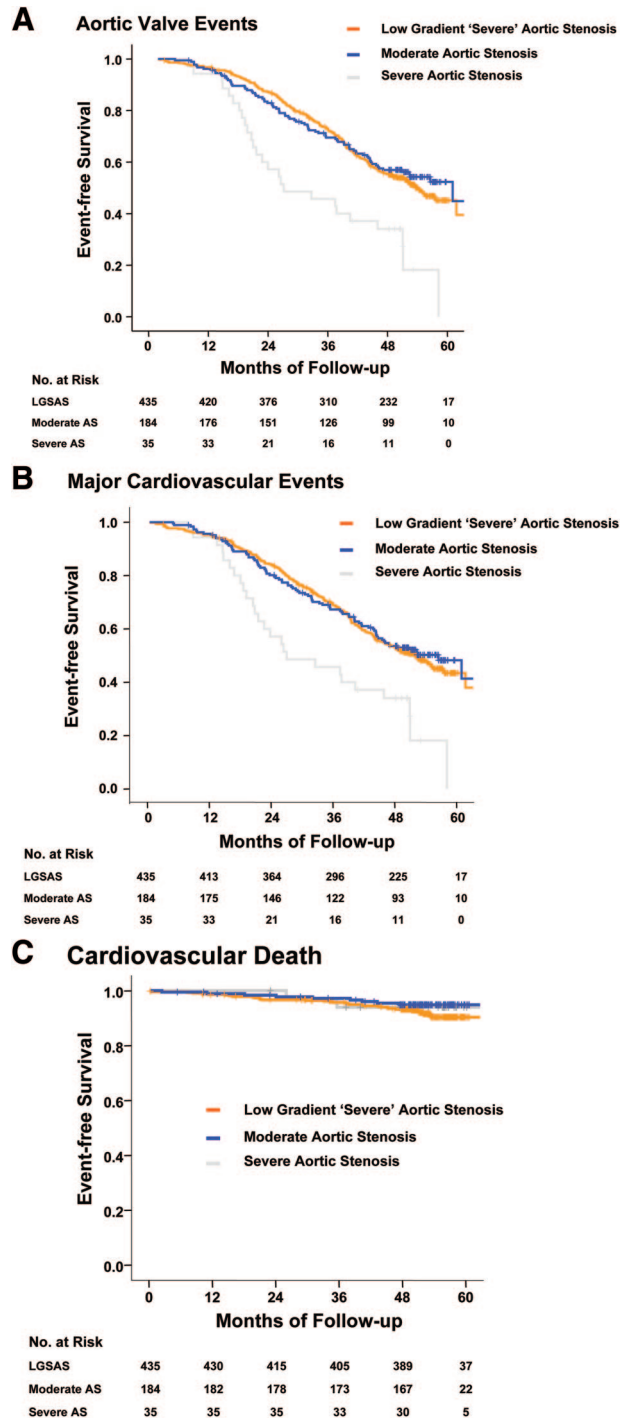 A Aortic Valve Events
Low Gradient 'Severe' Aortic Stenosis
Moderate Aortic Stenosis
Severe Aortic Stenosis
Event-free Survival
1.0
0.8
0.6
0.4
0.2
0.0
0 12 24 36 48 60
Months of Follow-up
No. at Risk
LGSAS 435 420 376 310 232 17
Moderate AS 184 176 151 126 99 10
Severe AS 35 33 21 16 11 0
B Major Cardiovascular Events
Low Gradient 'Severe' Aortic Stenosis
Moderate Aortic Stenosis
Severe Aortic Stenosis
Event-free Survival
1.0
0.8
0.6
0.4
0.2
0.0
0 12 24 36 48 60
Months of Follow-up
No. at Risk
LGSAS 435 413 364 296 225 17
Moderate AS 184 175 146 122 93 10
Severe AS 35 33 21 16 11 0
C Cardiovascular Death
Event-free Survival
1.0
0.8
0.6
0.4
0.2
0.0
Low Gradient 'Severe' Aortic Stenosis
Moderate Aortic Stenosis
Severe Aortic Stenosis
0 12 24 36 48 60
Months of Follow-up
No. at Risk
LGSAS 435 430 415 405 389 37
Moderate AS 184 182 178 173 167 22
Severe AS 35 35 35 33 30 5